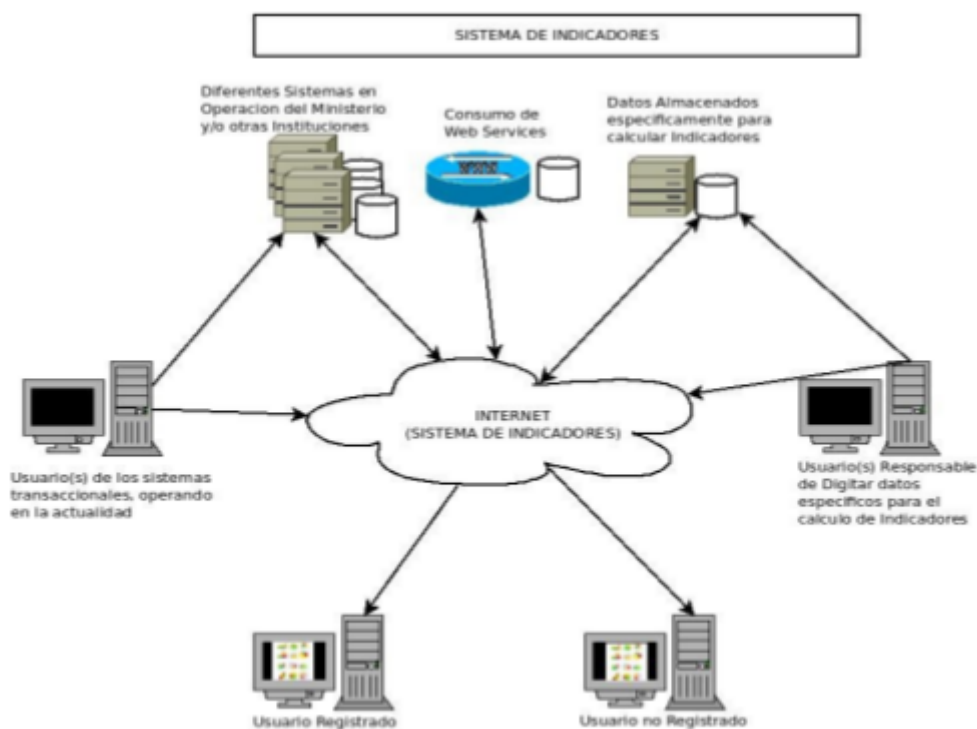 SISTEMA DE INDICADORES
Diferentes Sistemas en
Operacion del Ministerio
y/o otras Instituciones
Consumo de
Web Services
Datos Almacenados
especificamente para
calcular Indicadores
INTERNET
(SISTEMA DE INDICADORES)
Usuario(s) de los sistemas
transaccionales, operando
en la actualidad
Usuario(s) Responsable
de Digitar datos
especificos para el
calculo de Indicadores
Usuario Registrado
Usuario no Registrado